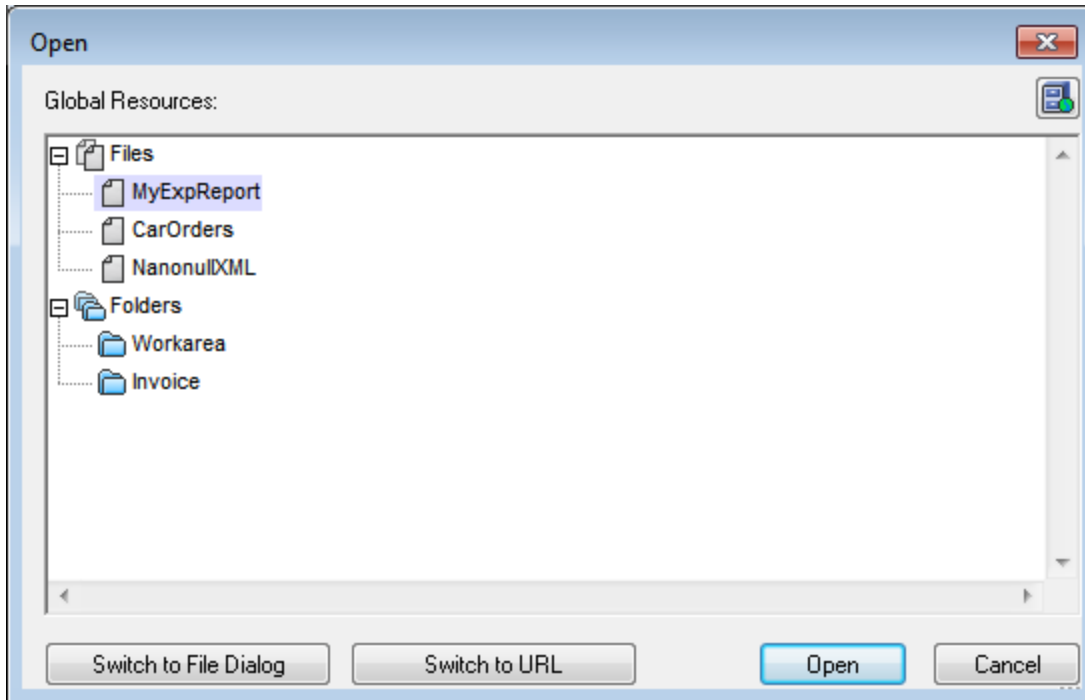 Open
Global Resources:
Files
MyExpReport
CarOrders
NanonullXML
Folders
Workarea
Invoice
Switch to File Dialog
Switch to URL
Open
Cancel